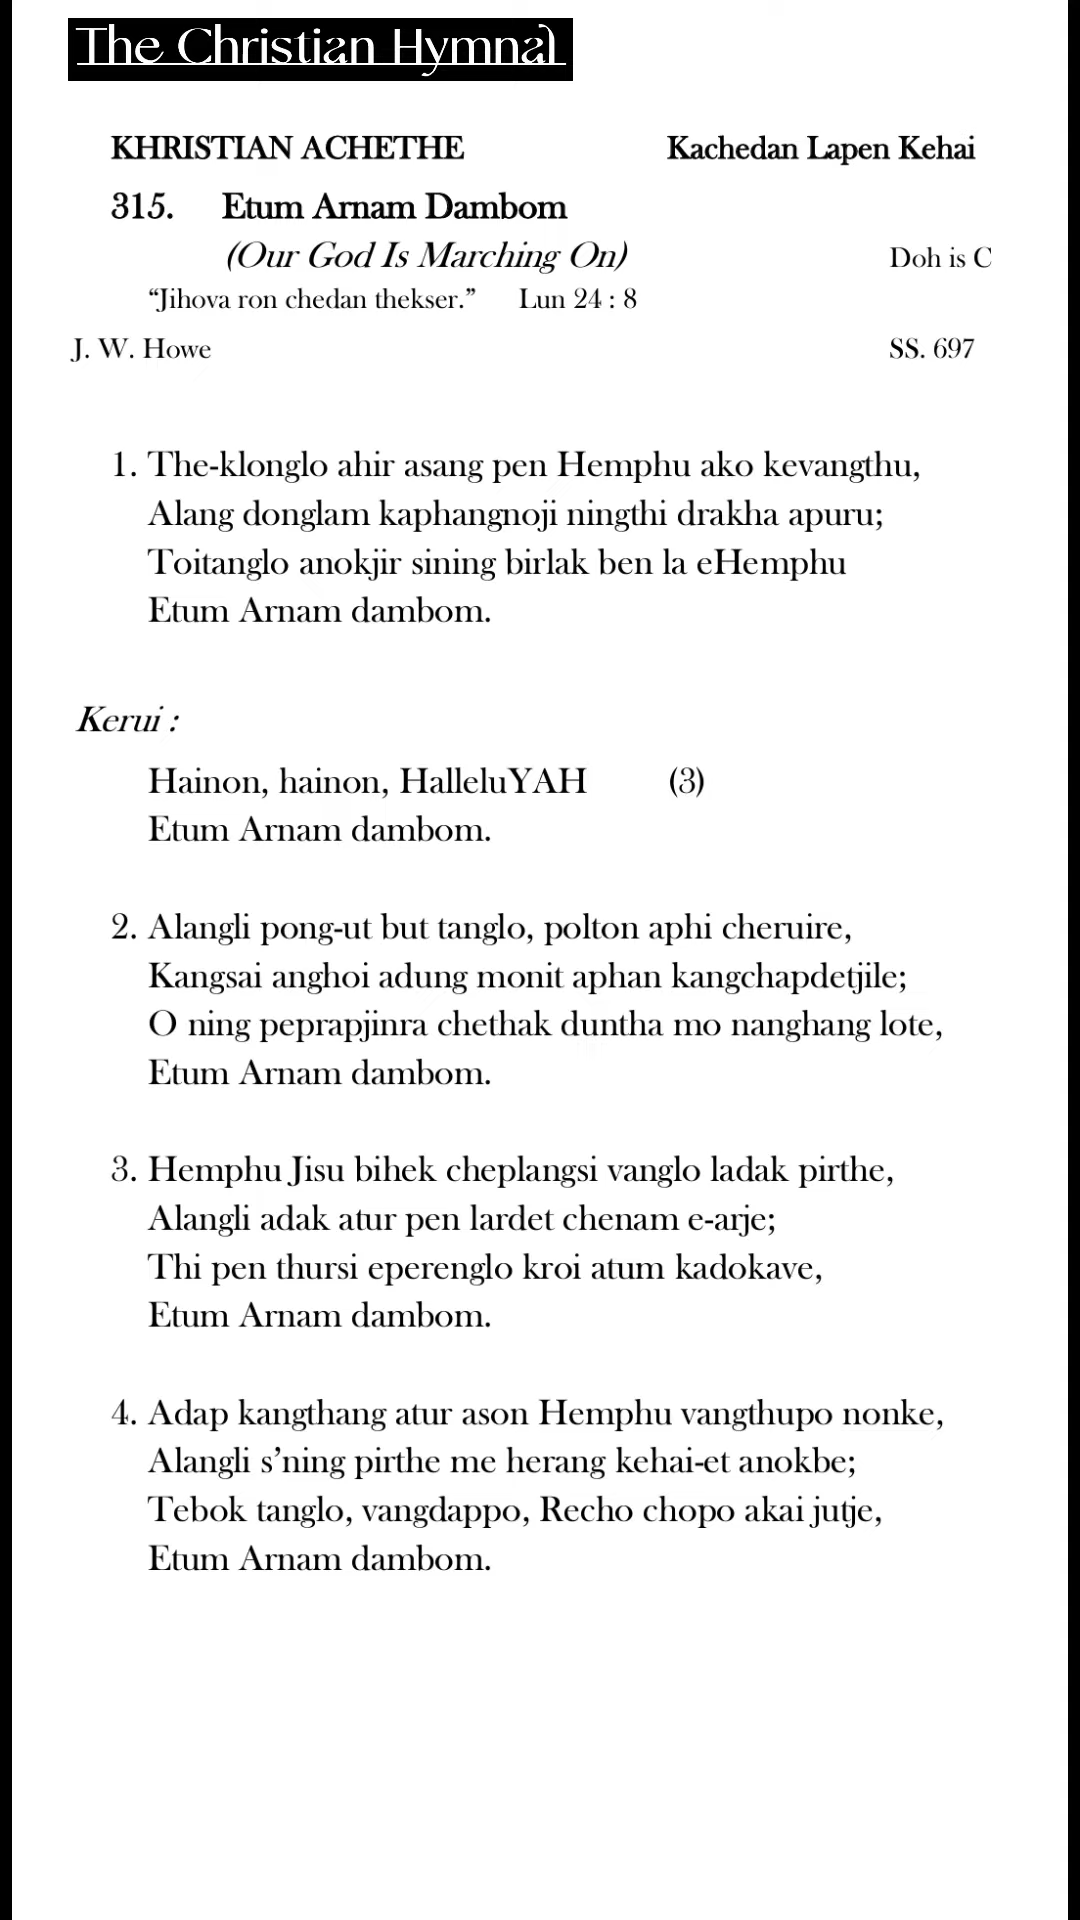 The Christian Hymnal
KHRISTIAN ACHETHE Kachedan Lapen Kehai
315. Etum Arnam Dambom
(Our God Is Marching On) Doh is C
“Jihova ron chedan thekser.” Lun 24 : 8
J. W. Howe SS. 697
1. The-klonglo ahir asang pen Hemphu ako kevangthu,
Alang donglam kaphangnoji ningthi drakha apuru;
Toitanglo anokjir sining birlak ben la eHemphu
Etum Arnam dambom.
Kerui :
Hainon, hainon, HalleluYAH (3)
Etum Arnam dambom.
2. Alangli pong-ut but tanglo, polton aphi cheruire,
Kangsai anghoi adung monit aphan kangchapdetjile;
O ning peprapjinra chethak duntha mo nanghang lote,
Etum Arnam dambom.
3. Hemphu Jisu bihek cheplangsi vanglo ladak pirthe,
Alangli adak atur pen lardet chenam e-arje;
Thi pen thursi eperenglo kroi atum kadokave,
Etum Arnam dambom.
4. Adap kangthang atur ason Hemphu vangthupo nonke,
Alangli s’ning pirthe me herang kehai-et anokbe;
Tebok tanglo, vangdappo, Recho chopo akai jutje,
Etum Arnam dambom.